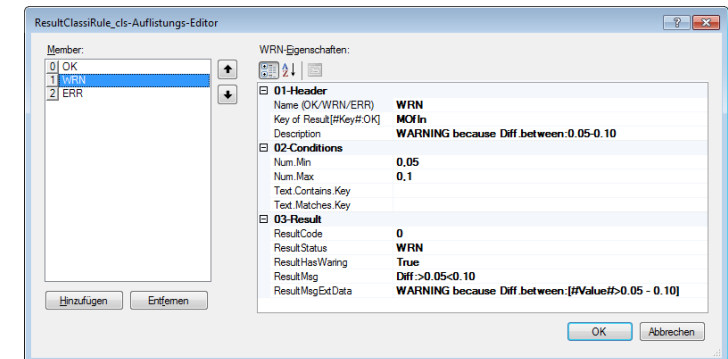 ResultClassiRule_cls-Auflistungs-Editor
Member:
0 OK
1 WRN
2 ERR
Hinzufügen
Entfernen
WRN-Eigenschaften:
01-Header
Name (OK/WRN/ERR) WRN
Key of Result[#Key#:OK] MOfIn
Description WARNING because Diff.between:0.05-0.10
02-Conditions
Num.Min 0,05
Num.Max 0,1
Text.Contains.Key
Text.Matches.Key
03-Result
ResultCode 0
ResultStatus WRN
ResultHasWaring True
ResultMsg Diff:>0.05<0.10
ResultMsgExtData WARNING because Diff.between:[#Value#>0.05 - 0.10]
OK
Abbrechen